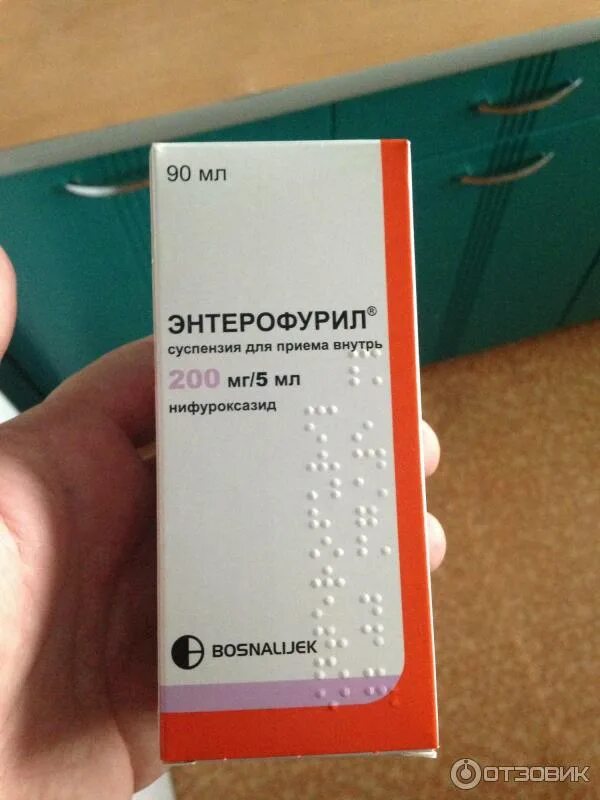 90 мл
ЭНТЕРОФУРИЛ®
суспензия для приема внутрь
200 мг/5 мл
нифуроксазид
BOSNALIJEK
ОТЗОВИК